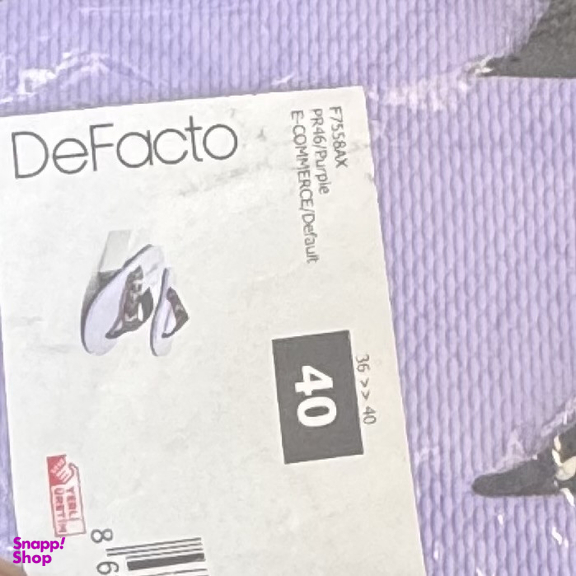 DeFacto
F7558AX
PR46/Purple
E-COMMERCE/Default
36 >> 40
40
YERLİ
ÜRETİM
8 6
Snapp!
Shop